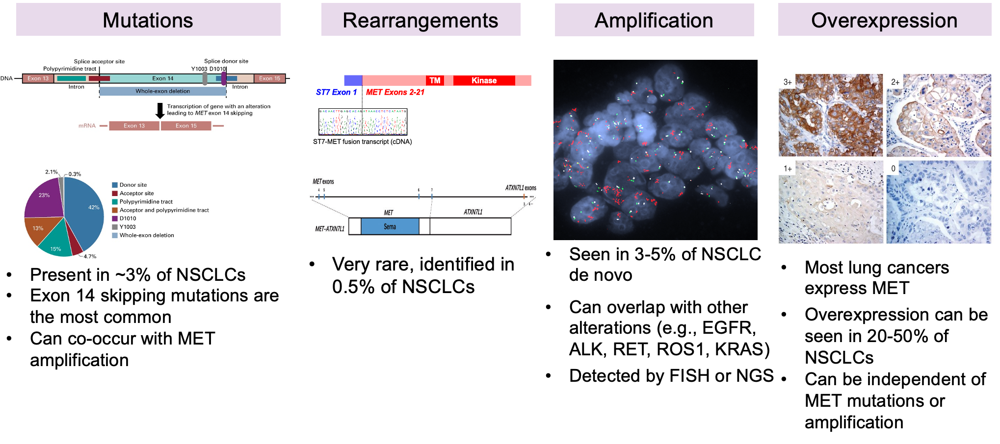 Mutations
Splice acceptor site
Splice donor site
Polypyrimidine tract
Y1003 D1010
DNA
Exon 13
Exon 14
Exon 15
Intron
Intron
Whole-exon deletion
Transcription of gene with an alteration
leading to MET exon 14 skipping
mRNA
Exon 13
Exon 15
2.1%
0.3%
23%
42%
13%
15%
4.7%
Donor site
Acceptor site
Polypyrimidine tract
Acceptor and polypyrimidine tract
D1010
Y1003
Whole-exon deletion
• Present in ~3% of NSCLCs
• Exon 14 skipping mutations are
the most common
• Can co-occur with MET
amplification
Rearrangements
TM
Kinase
ST7 Exon 1
MET Exons 2-21
GACAACTTGAGCACAGATAAACCTCTCATAATG
ST7-MET fusion transcript (cDNA)
MET exons
ATXN7L1 exons
4 5 6 7
3 4
MET
ATXN7L1
MET-ATXN7L1
Sema
• Very rare, identified in
0.5% of NSCLCs
Amplification
• Seen in 3-5% of NSCLC
de novo
• Can overlap with other
alterations (e.g., EGFR,
ALK, RET, ROS1, KRAS)
• Detected by FISH or NGS
Overexpression
3+
2+
1+
0
• Most lung cancers
express MET
• Overexpression can be
seen in 20-50% of
NSCLCs
• Can be independent of
MET mutations or
amplification